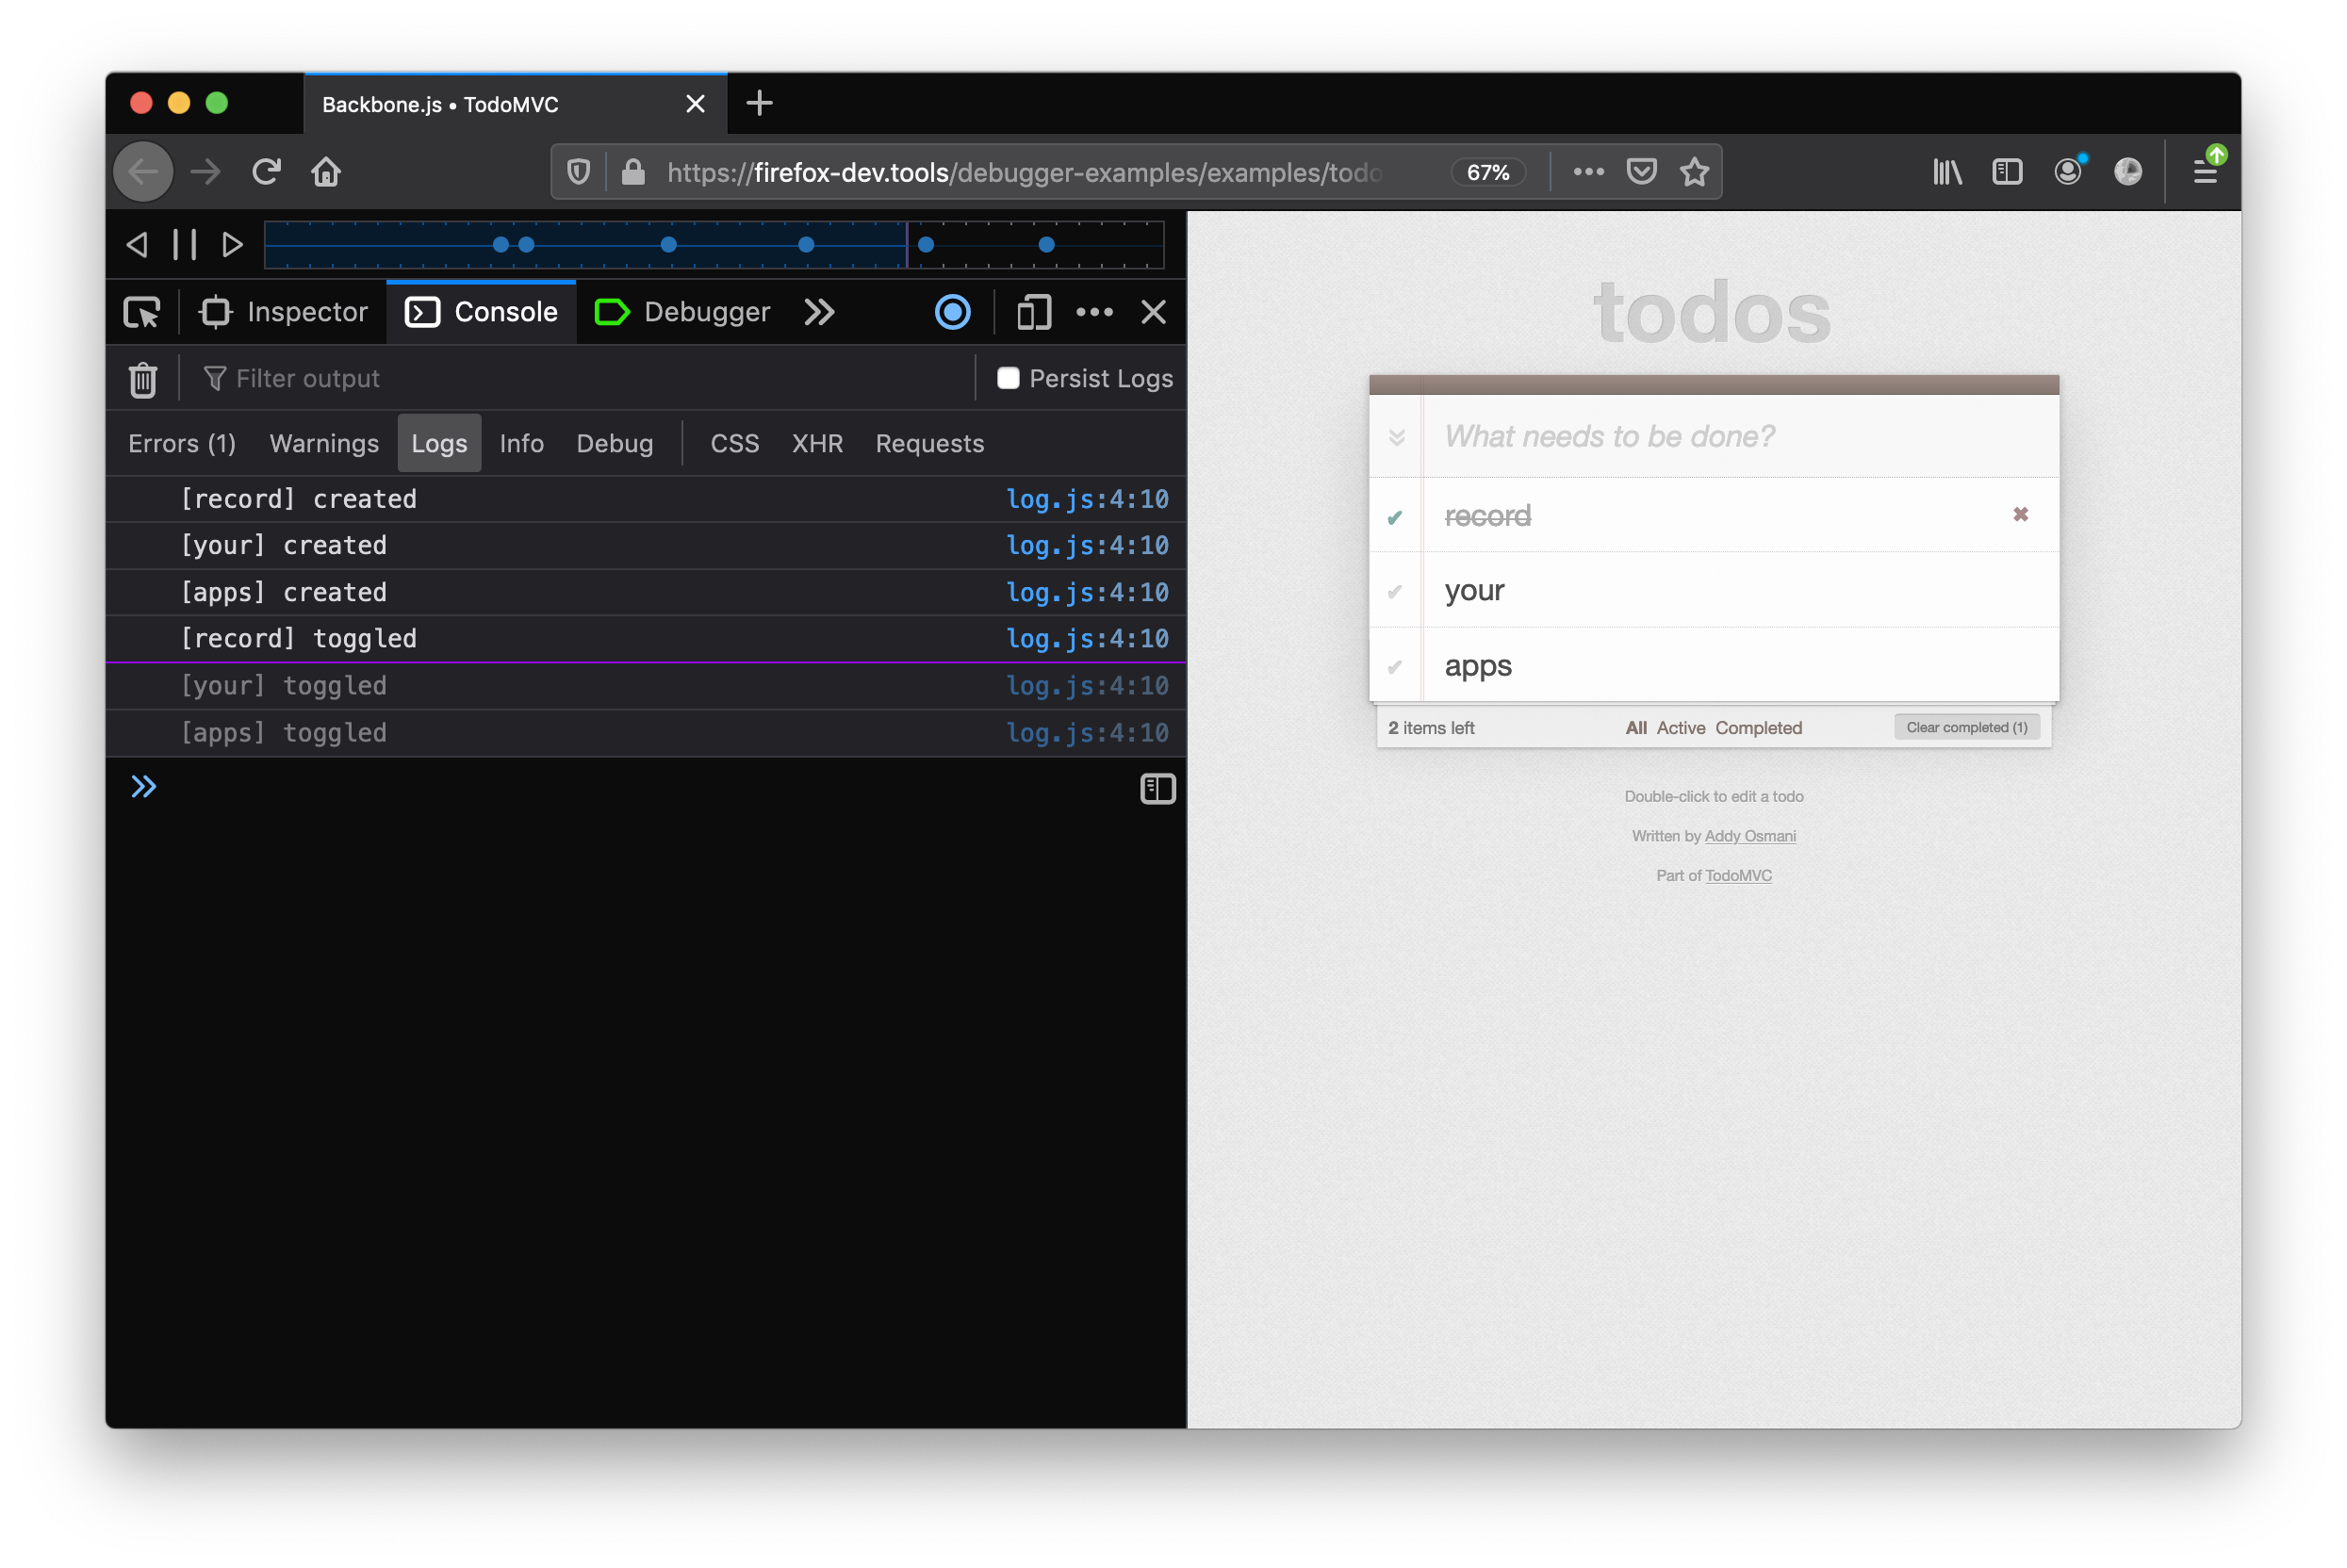 Backbone.js • TodoMVC
https://firefox-dev.tools/debugger-examples/examples/todo
67%
Inspector
Console
Debugger
Filter output
Persist Logs
Errors (1) Warnings Logs Info Debug CSS XHR Requests
[record] created log.js:4:10
[your] created log.js:4:10
[apps] created log.js:4:10
[record] toggled log.js:4:10
[your] toggled log.js:4:10
[apps] toggled log.js:4:10
todos
What needs to be done?
record
your
apps
2 items left All Active Completed Clear completed (1)
Double-click to edit a todo
Written by Addy Osmani
Part of TodoMVC